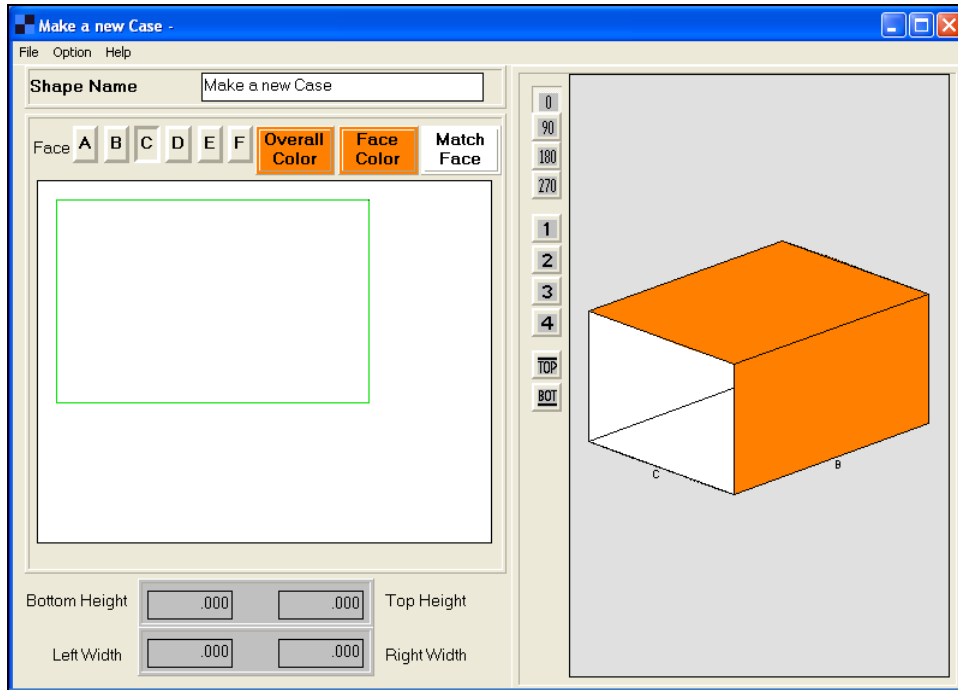 Make a new Case -
File Option Help
Shape Name Make a new Case
Face A B C D E F Overall Color Face Color Match Face
0
90
180
270
1
2
3
4
TOP
BOT
C
B
Bottom Height .000 .000 Top Height
Left Width .000 .000 Right Width